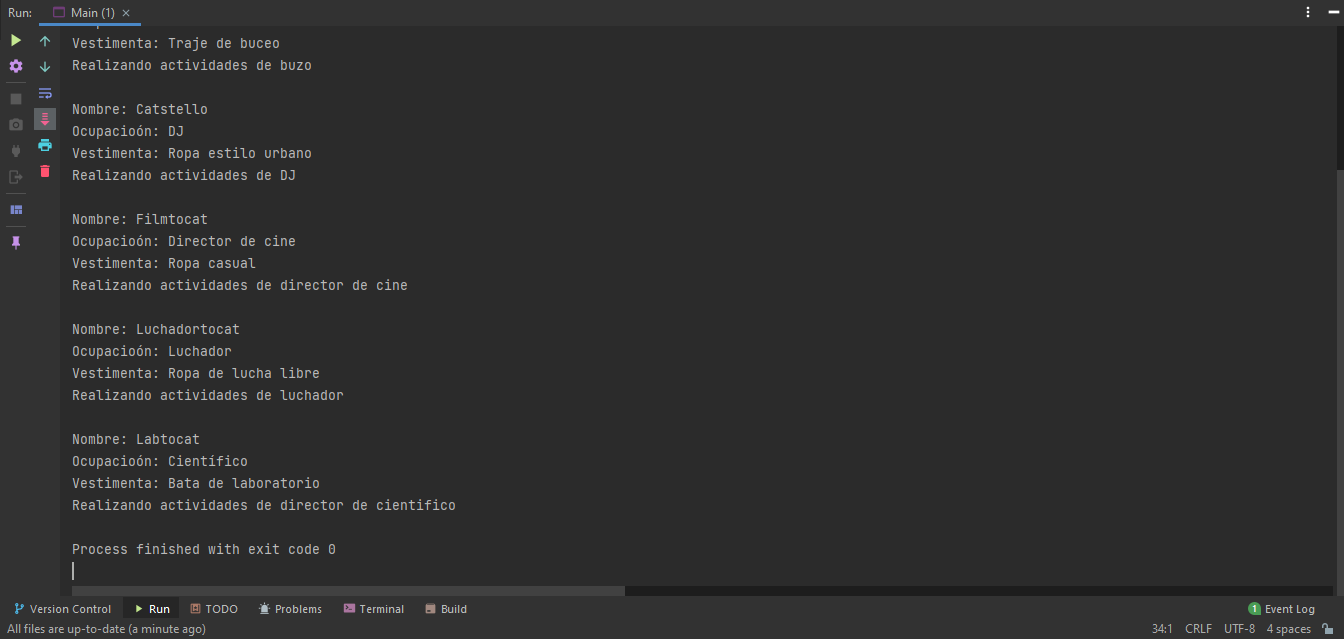 Run: Main (1) ×
Vestimenta: Traje de buceo
Realizando actividades de buzo
Nombre: Catstello
Ocupacioón: DJ
Vestimenta: Ropa estilo urbano
Realizando actividades de DJ
Nombre: Filmtocat
Ocupacioón: Director de cine
Vestimenta: Ropa casual
Realizando actividades de director de cine
Nombre: Luchadortocat
Ocupacioón: Luchador
Vestimenta: Ropa de lucha libre
Realizando actividades de luchador
Nombre: Labtocat
Ocupacioón: Científico
Vestimenta: Bata de laboratorio
Realizando actividades de director de cientifico
Process finished with exit code 0
Version Control Run TODO Problems Terminal Build 1 Event Log
All files are up-to-date (a minute ago) 34:1 CRLF UTF-8 4 spaces